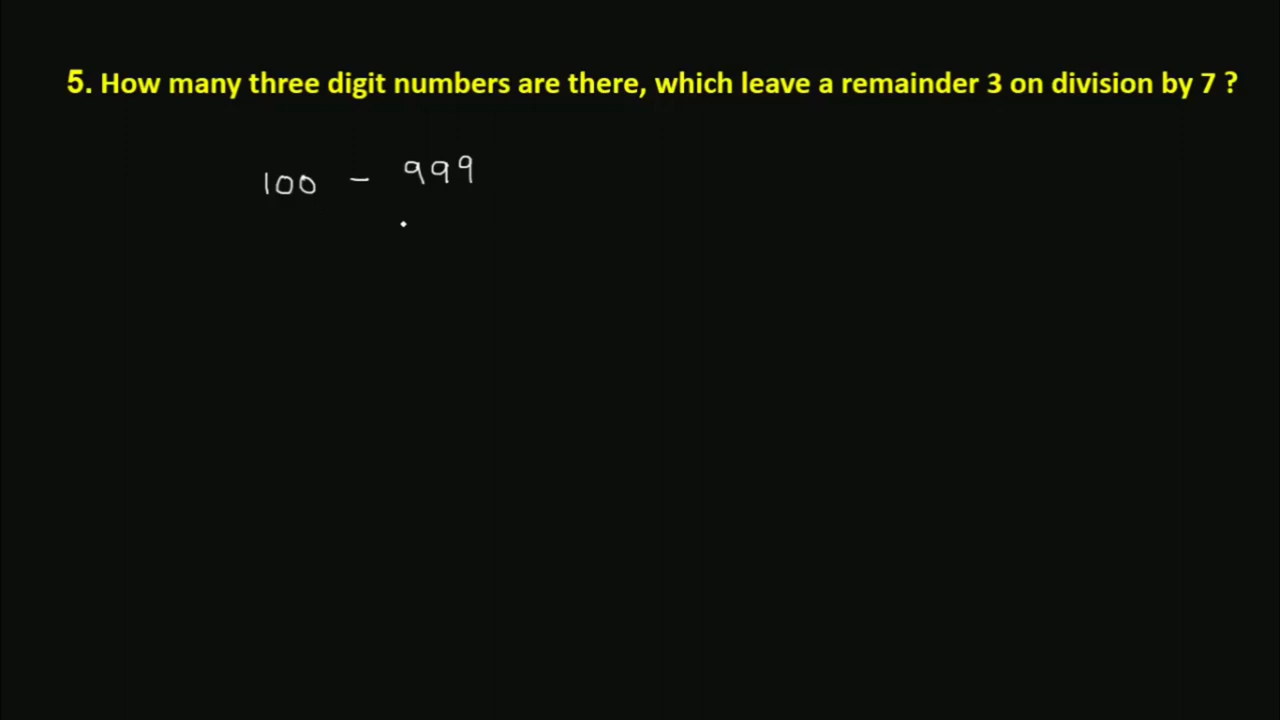 5. How many three digit numbers are there, which leave a remainder 3 on division by 7 ?
100 - 999